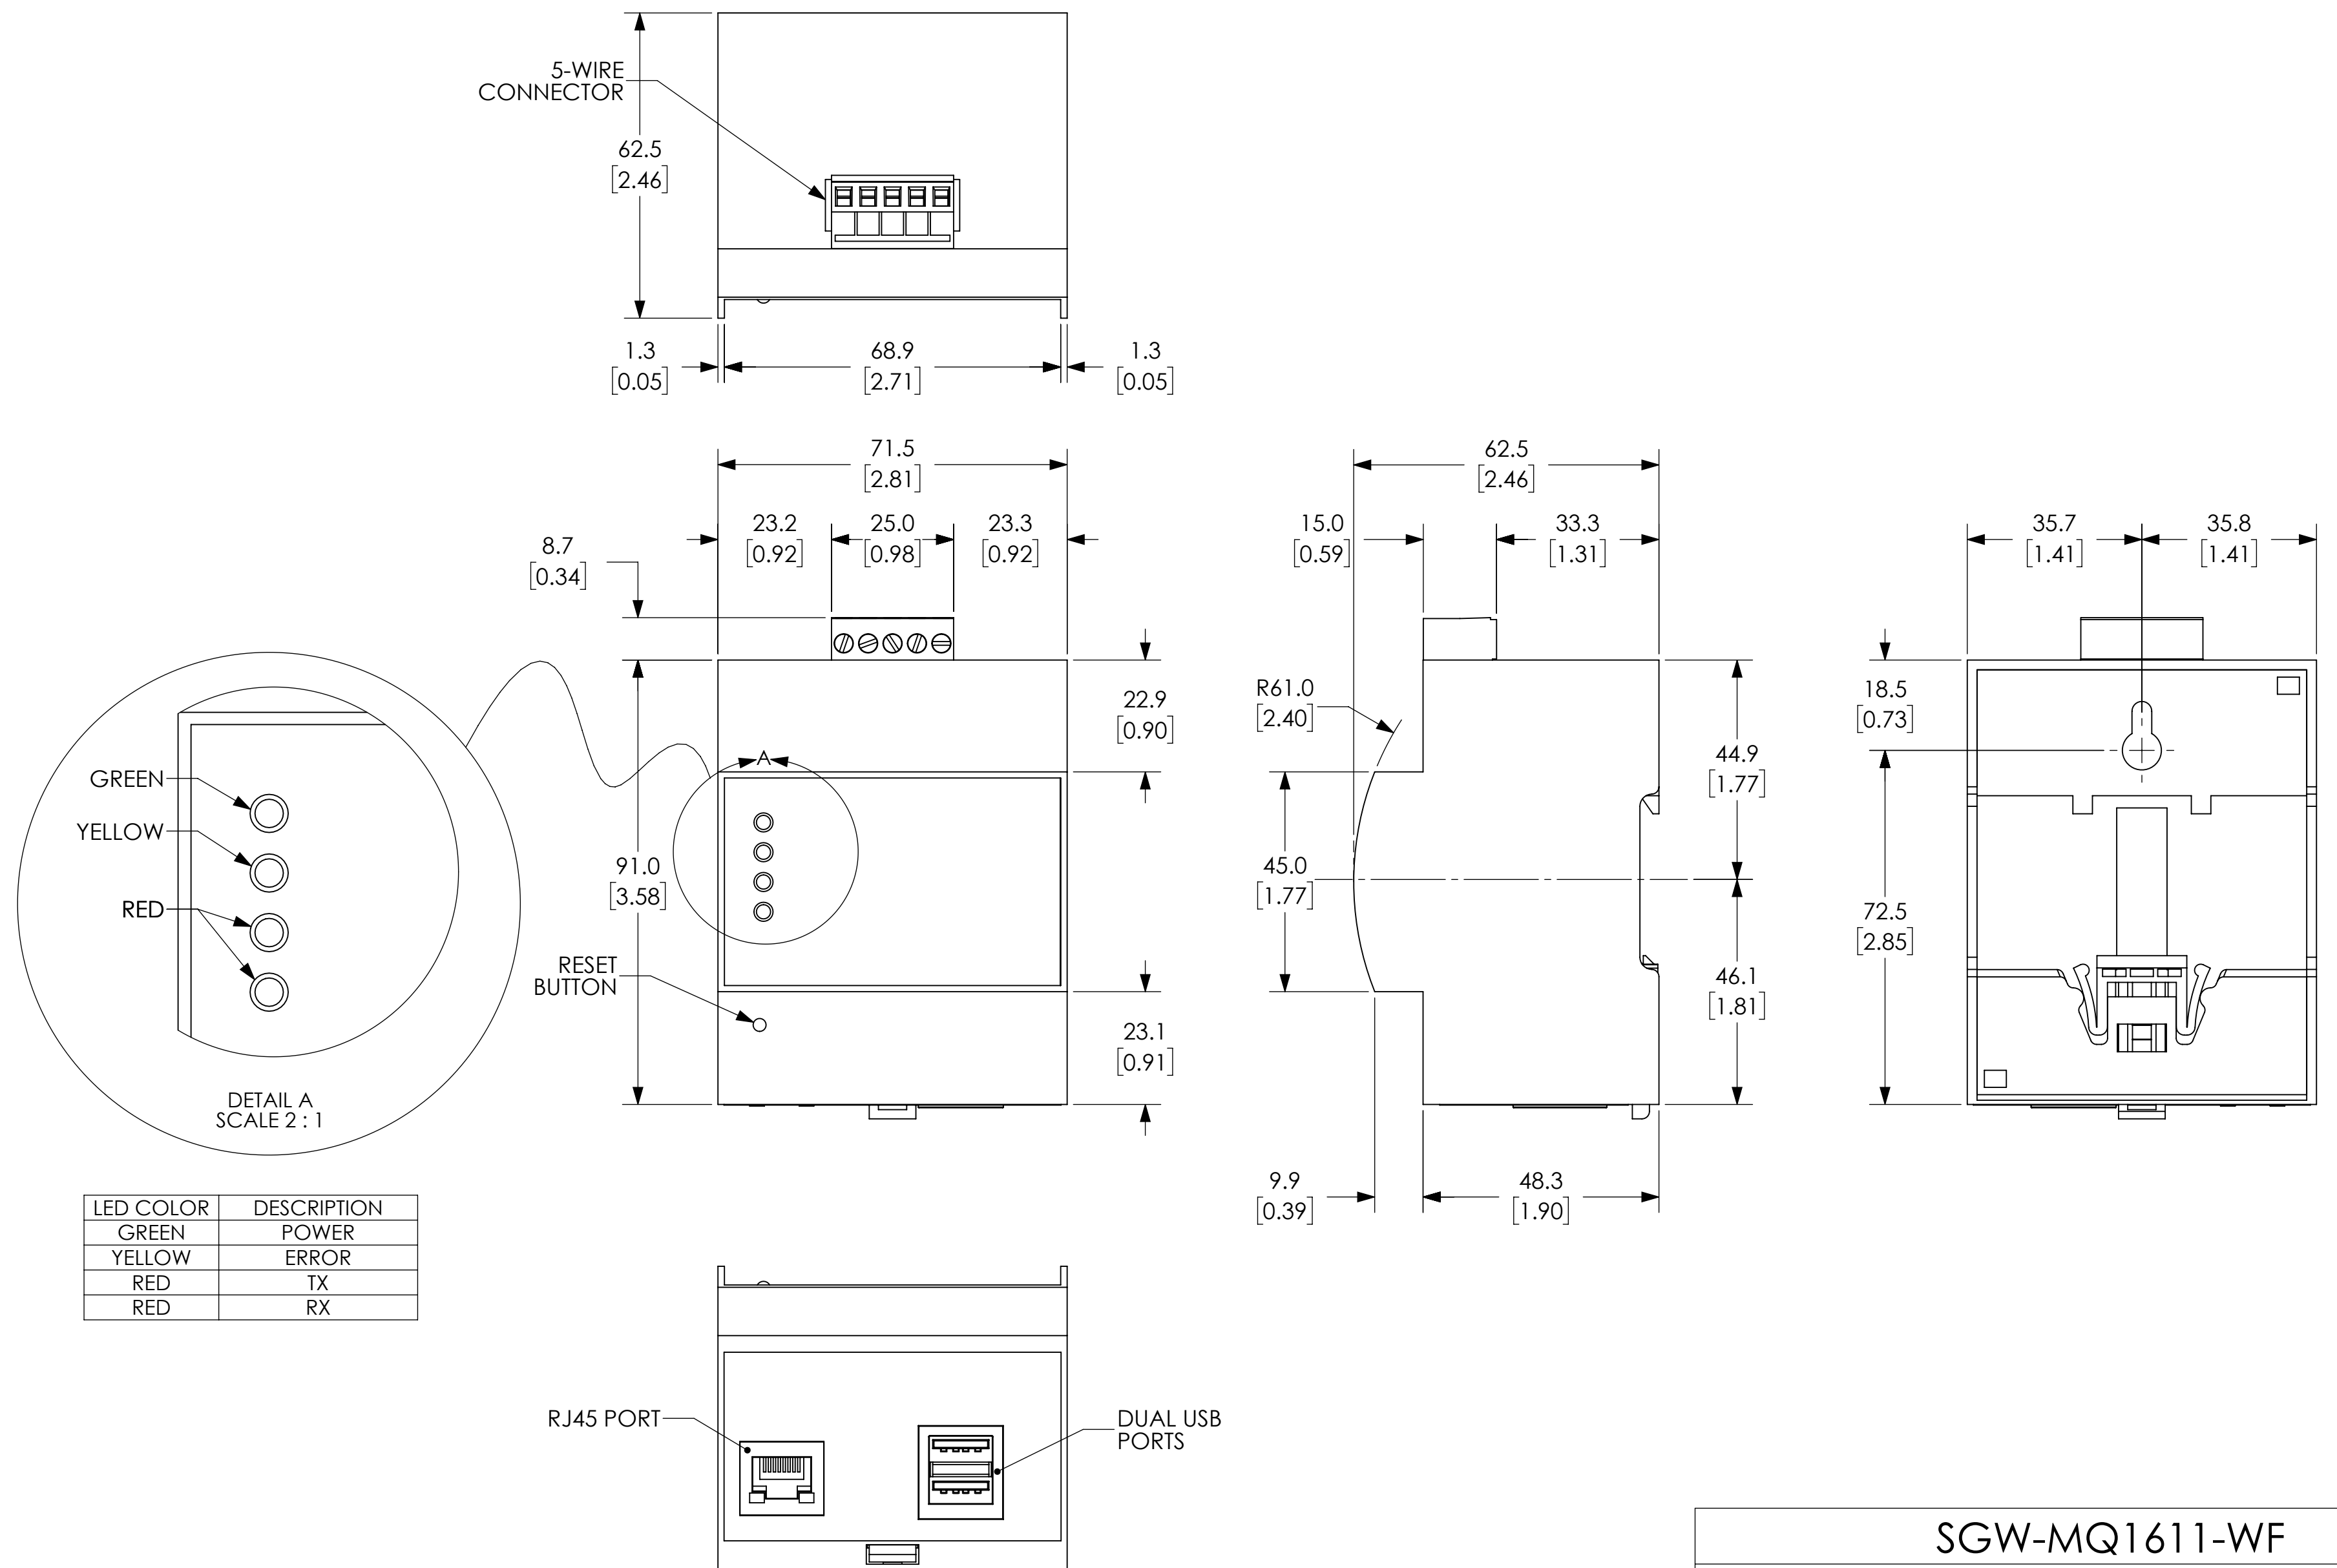 5-WIRE
CONNECTOR
62.5
[2.46]
1.3
[0.05]
68.9
[2.71]
1.3
[0.05]
71.5
[2.81]
23.2
[0.92]
25.0
[0.98]
23.3
[0.92]
8.7
[0.34]
22.9
[0.90]
A
91.0
[3.58]
RESET
BUTTON
23.1
[0.91]
GREEN
YELLOW
RED
DETAIL A
SCALE 2 : 1
62.5
[2.46]
15.0
[0.59]
33.3
[1.31]
R61.0
[2.40]
44.9
[1.77]
45.0
[1.77]
46.1
[1.81]
9.9
[0.39]
48.3
[1.90]
35.7
[1.41]
35.8
[1.41]
18.5
[0.73]
72.5
[2.85]
LED COLOR DESCRIPTION
GREEN POWER
YELLOW ERROR
RED TX
RED RX
RJ45 PORT
DUAL USB
PORTS
SGW-MQ1611-WF